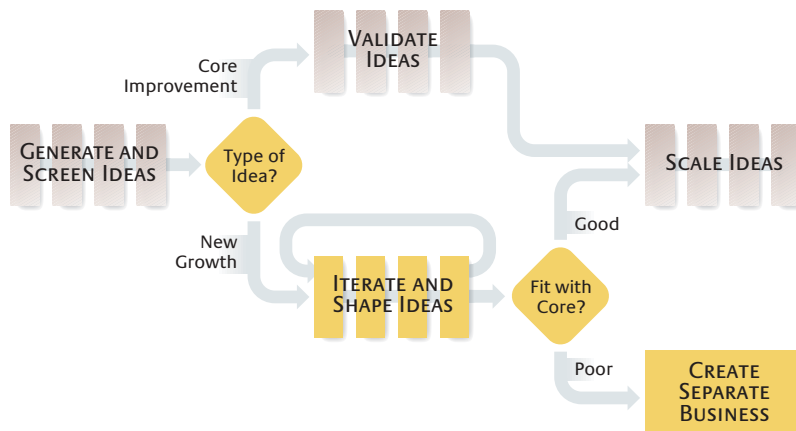 VALIDATE
IDEAS
Core
Improvement
GENERATE AND
SCREEN IDEAS
Type of
Idea?
SCALE IDEAS
New
Growth
Good
ITERATE AND
SHAPE IDEAS
Fit with
Core?
Poor
CREATE
SEPARATE
BUSINESS